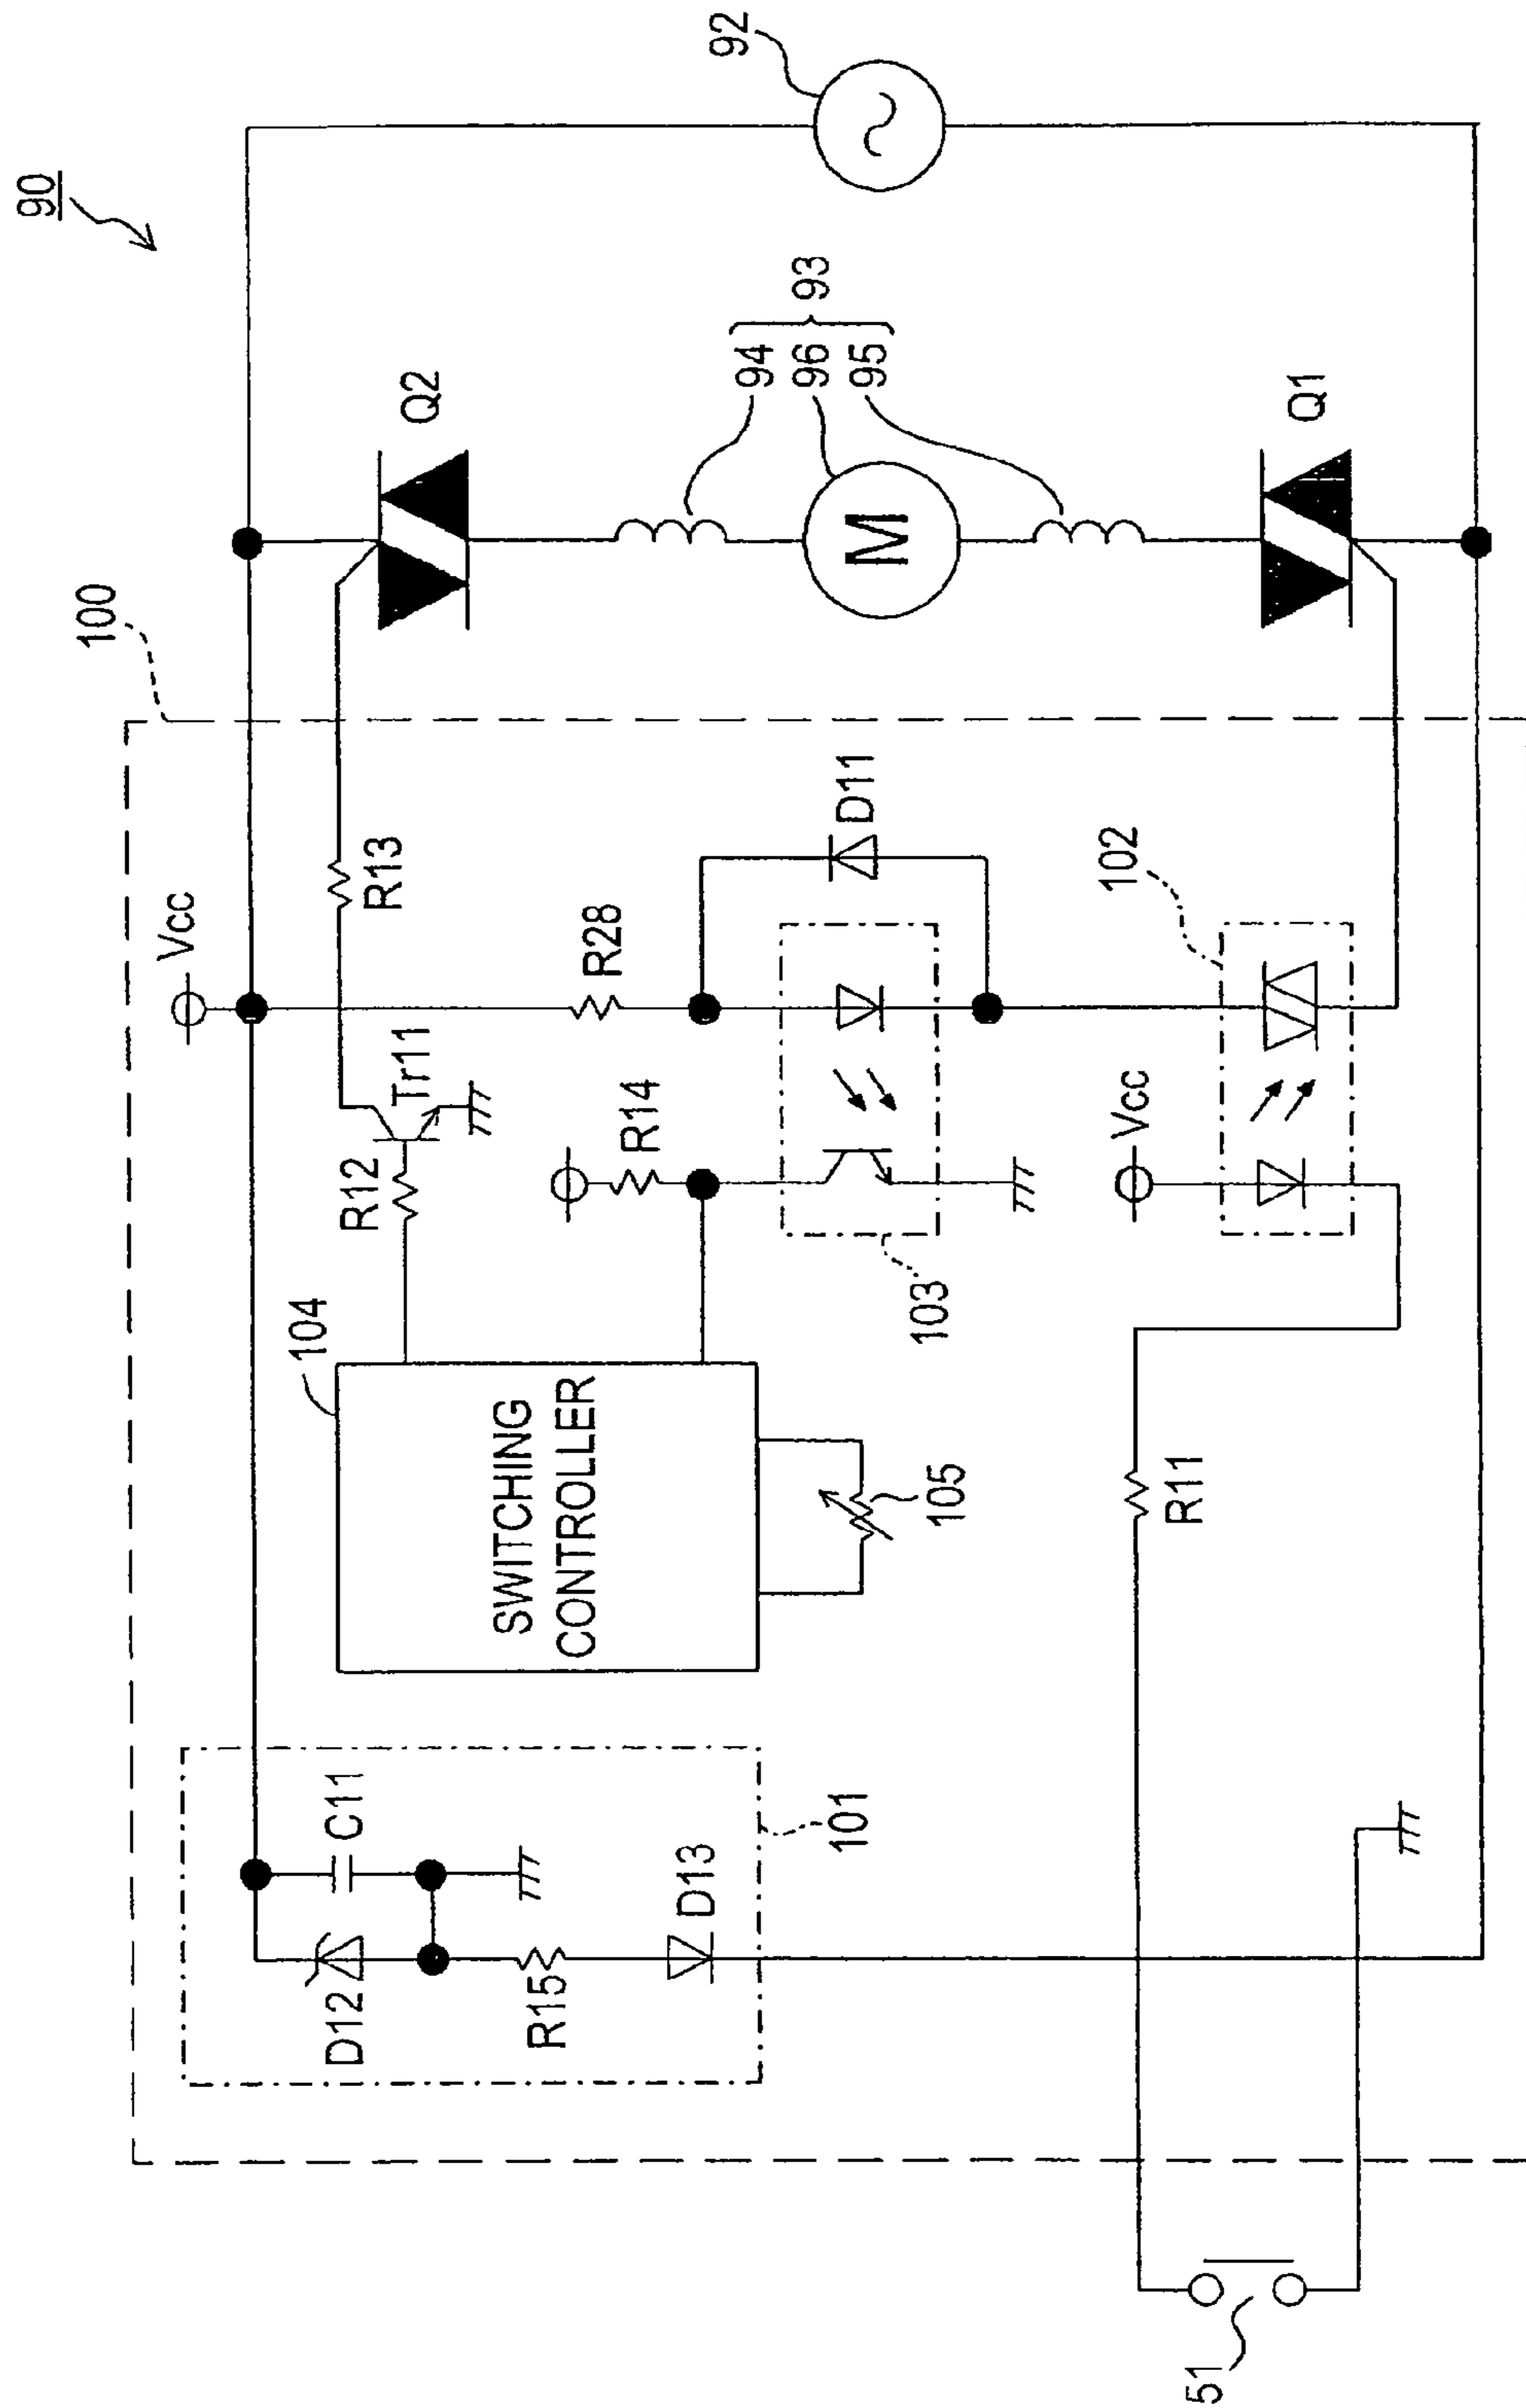 90
100
92
Vcc
Q2
R13
93
94
96
95
M
Q1
R28
D11
102
Tr11
R12
R14
Vcc
103
104
SWITCHING
CONTROLLER
105
R11
C11
D12
R15
D13
101
51